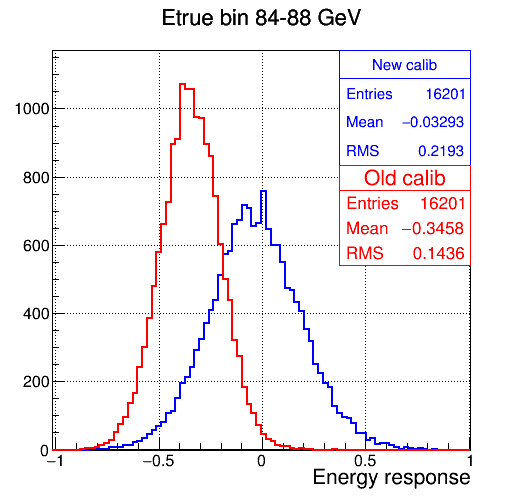 Etrue bin 84-88 GeV
New calib
Entries 16201
Mean −0.03293
RMS 0.2193
Old calib
Entries 16201
Mean −0.3458
RMS 0.1436
1000
800
600
400
200
0
−1 −0.5 0 0.5 1
Energy response